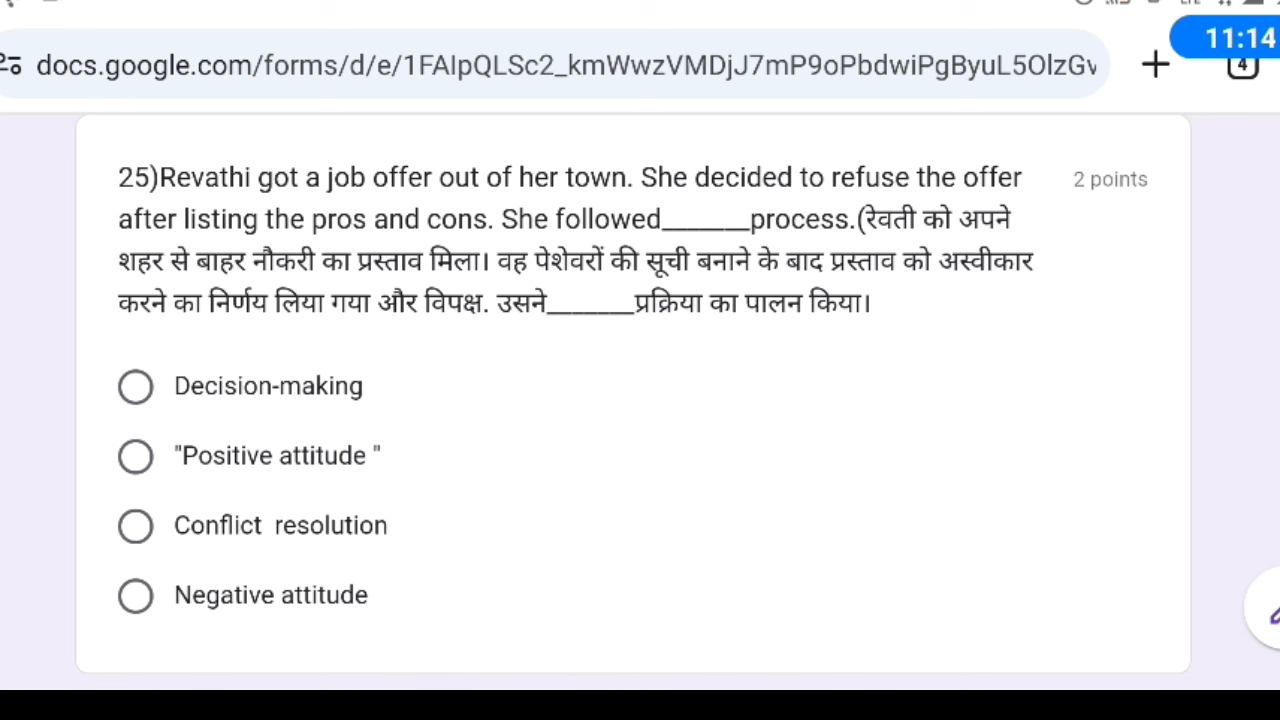 docs.google.com/forms/d/e/1FAIpQLSc2_kmWwzVMDjJ7mP9oPbdwiPgByuL5OlzGv
11:14
4
25)Revathi got a job offer out of her town. She decided to refuse the offer
2 points
after listing the pros and cons. She followed_______process.(रेवती को अपने
शहर से बाहर नौकरी का प्रस्ताव मिला। वह पेशेवरों की सूची बनाने के बाद प्रस्ताव को अस्वीकार
करने का निर्णय लिया गया और विपक्ष. उसने_______प्रक्रिया का पालन किया।
Decision-making
"Positive attitude "
Conflict  resolution
Negative attitude